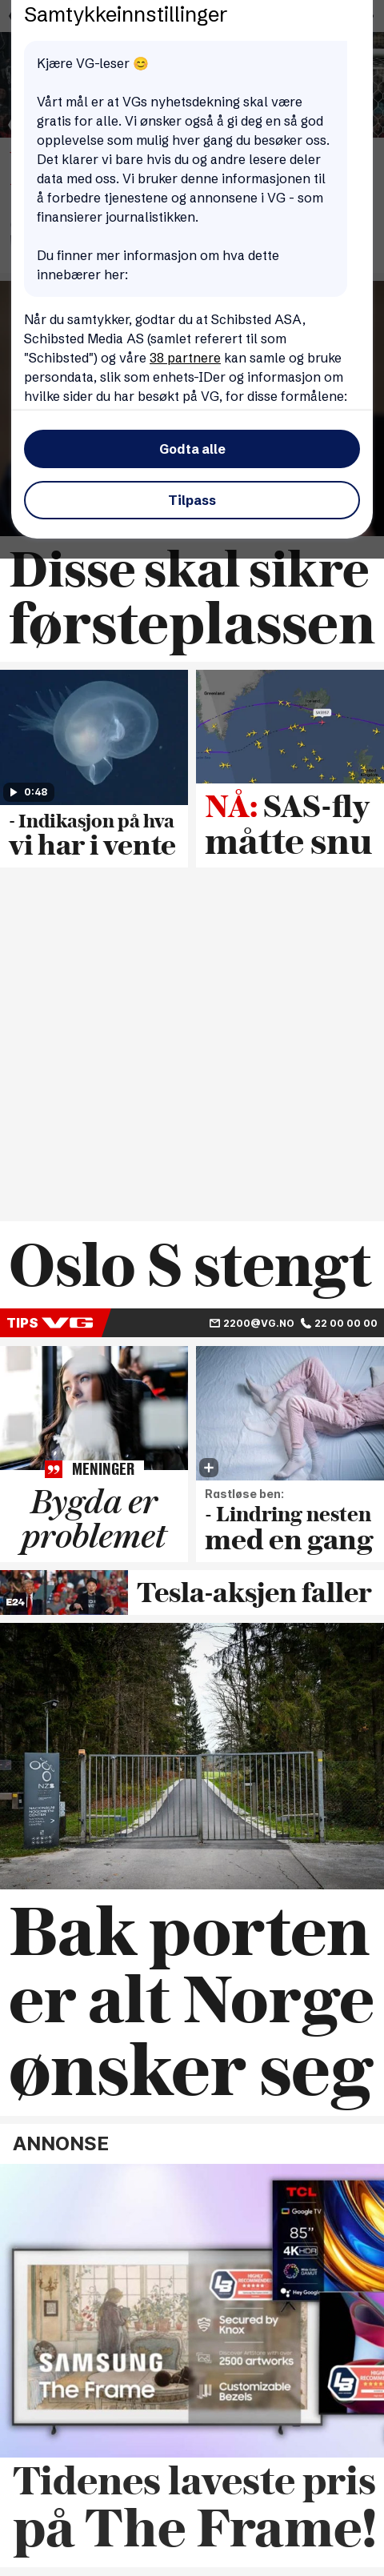 Samtykkeinnstillinger
Kjære VG-leser 😊
Vårt mål er at VGs nyhetsdekning skal være
gratis for alle. Vi ønsker også å gi deg en så god
opplevelse som mulig hver gang du besøker oss.
Det klarer vi bare hvis du og andre lesere deler
data med oss. Vi bruker denne informasjonen til
å forbedre tjenestene og annonsene i VG - som
finansierer journalistikken.
Du finner mer informasjon om hva dette
innebærer her:
Når du samtykker, godtar du at Schibsted ASA,
Schibsted Media AS (samlet referert til som
"Schibsted") og våre 38 partnere kan samle og bruke
persondata, slik som enhets-IDer og informasjon om
hvilke sider du har besøkt på VG, for disse formålene:
Godta alle
Tilpass
Disse skal sikre
førsteplassen
0:48
- Indikasjon på hva
vi har i vente
NÅ: SAS-fly
måtte snu
Oslo S stengt
TIPS VG 2200@VG.NO 22 00 00 00
MENINGER
Bygda er
problemet
Rastløse ben:
- Lindring nesten
med en gang
E24
Tesla-aksjen faller
Bak porten
er alt Norge
ønsker seg
ANNONSE
TCL
Google TV
85"
4K HDR
Hey Google
SAMSUNG
The Frame
Secured by
Knox
2500 artworks
Customizable
Bezels
Tidenes laveste pris
på The Frame!